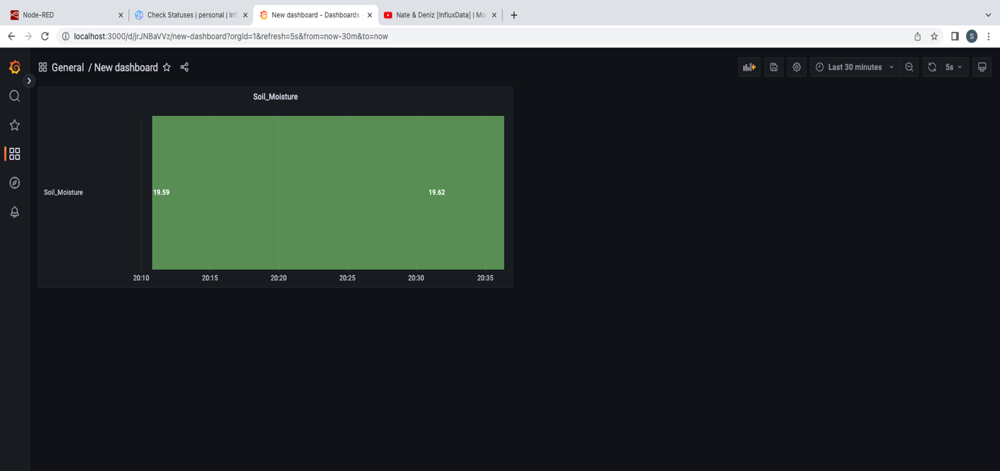 Node-RED
Check Statuses | personal | Inf
New dashboard - Dashboards
Nate & Deniz [InfluxData] | Mo
localhost:3000/d/jrJNBaVVz/new-dashboard?orgId=1&refresh=5s&from=now-30m&to=now
S
General / New dashboard
Last 30 minutes
5s
Soil_Moisture
Soil_Moisture
19.59
19.62
20:10
20:15
20:20
20:25
20:30
20:35